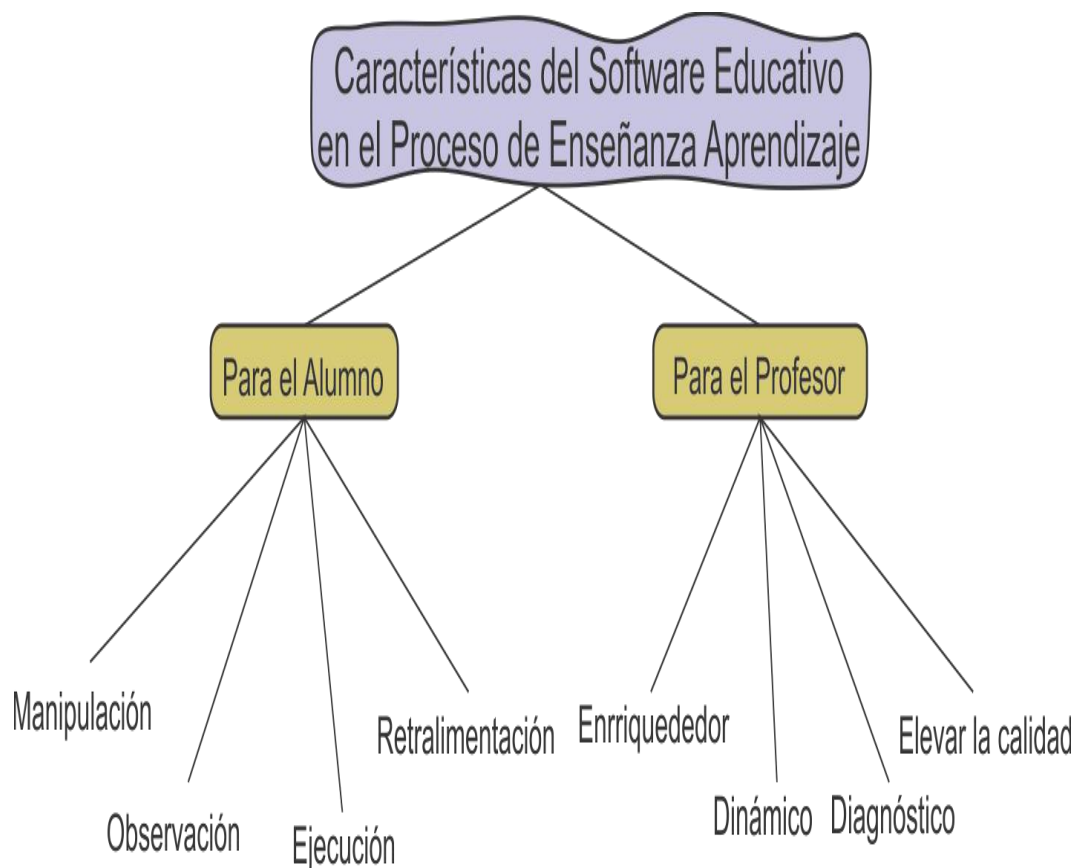 Características del Software Educativo
en el Proceso de Enseñanza Aprendizaje
Para el Alumno
Para el Profesor
Manipulación
Observación
Ejecución
Retralimentación
Enrriquededor
Dinámico
Diagnóstico
Elevar la calidad